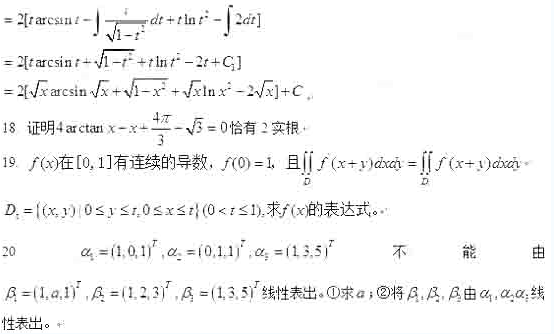 = 2[t arcsin t − ∫ t/√(1−t²) dt + t ln t² − ∫ 2dt]
= 2[t arcsin t + √(1−t²) + t ln t² − 2t + C₁]
= 2[√x arcsin √x + √(1−x²) + √x ln x² − 2√x] + C 。
18 证明4 arctan x − x + 4π/3 − √3 = 0恰有 2 实根.
19. f(x)在[0,1]有连续的导数，f(0)=1，且∬_D f(x+y)dxdy = ∬_D f(x+y)dxdy
D_t = {(x,y) | 0 ≤ y ≤ t, 0 ≤ x ≤ t}(0 < t ≤ 1),求f(x)的表达式。
20 α₁ = (1,0,1)^T, α₂ = (0,1,1)^T, α₃ = (1,3,5)^T 不能由
β₁ = (1,a,1)^T, β₂ = (1,2,3)^T, β₃ = (1,3,5)^T 线性表出。①求a；②将β₁,β₂,β₃由α₁,α₂α₃线
性表出。